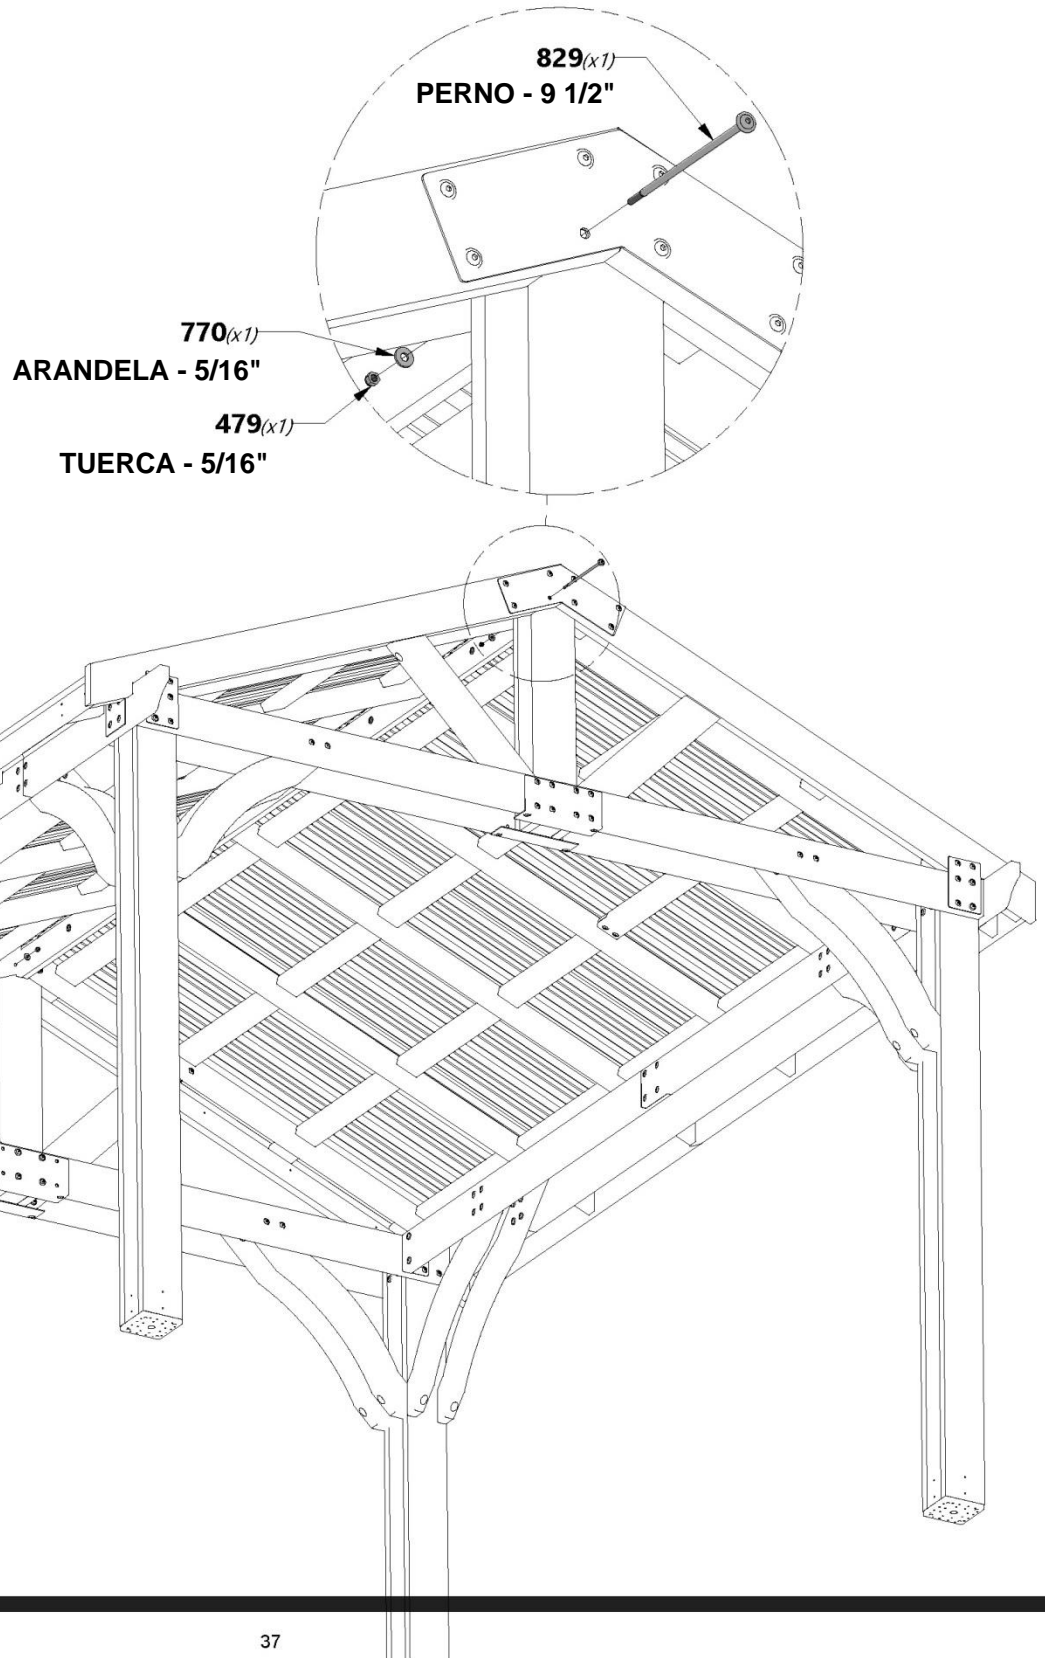 829(x1)
PERNO - 9 1/2"
770(x1)
ARANDELA - 5/16"
479(x1)
TUERCA - 5/16"
37